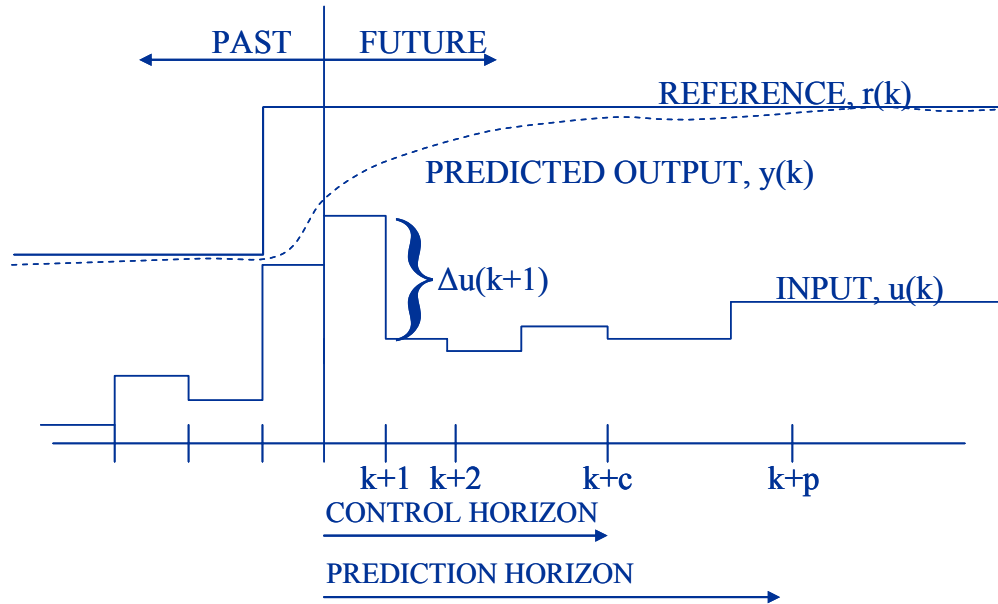 PAST FUTURE
REFERENCE, r(k)
PREDICTED OUTPUT, y(k)
Δu(k+1)
INPUT, u(k)
k+1 k+2 k+c k+p
CONTROL HORIZON
PREDICTION HORIZON